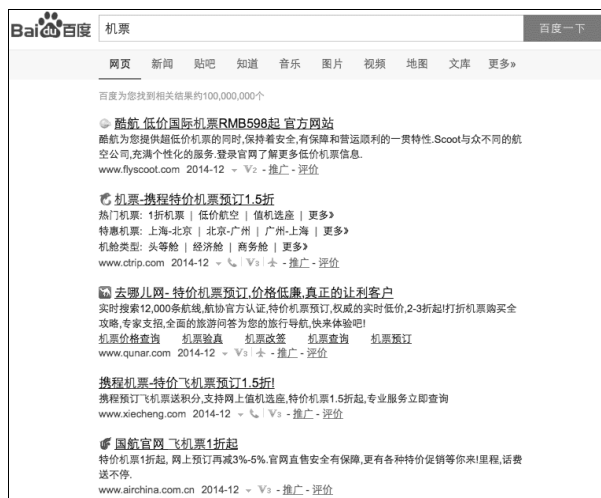 Bai du 百度 机票 百度一下
网页 新闻 贴吧 知道 音乐 图片 视频 地图 文库 更多»
百度为您找到相关结果约100,000,000个
酷航 低价国际机票RMB598起 官方网站
酷航为您提供超低价机票的同时,保持着安全,有保障和营运顺利的一贯特性.Scoot与众不同的航
空公司,充满个性化的服务.登录官网了解更多低价机票信息.
www.flyscoot.com 2014-12 V2 - 推广 - 评价
机票-携程特价机票预订1.5折
热门机票: 1折机票 | 低价航空 | 值机选座 | 更多»
特惠机票: 上海-北京 | 北京-广州 | 广州-上海 | 更多»
机舱类型: 头等舱 | 经济舱 | 商务舱 | 更多»
www.ctrip.com 2014-12 V3 - 推广 - 评价
去哪儿网- 特价机票预订,价格低廉,真正的让利客户
实时搜索12,000条航线,航协官方认证,特价机票预订,权威的实时低价,2-3折起!打折机票购买全
攻略,专家支招,全面的旅游问答为您的旅行导航,快来体验吧!
机票价格查询 机票验真 机票改签 机票查询 机票预订
www.qunar.com 2014-12 V3 - 推广 - 评价
携程机票-特价飞机票预订1.5折!
携程预订飞机票送积分,支持网上值机选座,特价机票1.5折起,专业服务立即查询
www.xiecheng.com 2014-12 V3 - 推广 - 评价
国航官网 飞机票1折起
特价机票1折起, 网上预订再减3%-5%.官网直售安全有保障,更有各种特价促销等你来!里程,话费
送不停.
www.airchina.com.cn 2014-12 V3 - 推广 - 评价